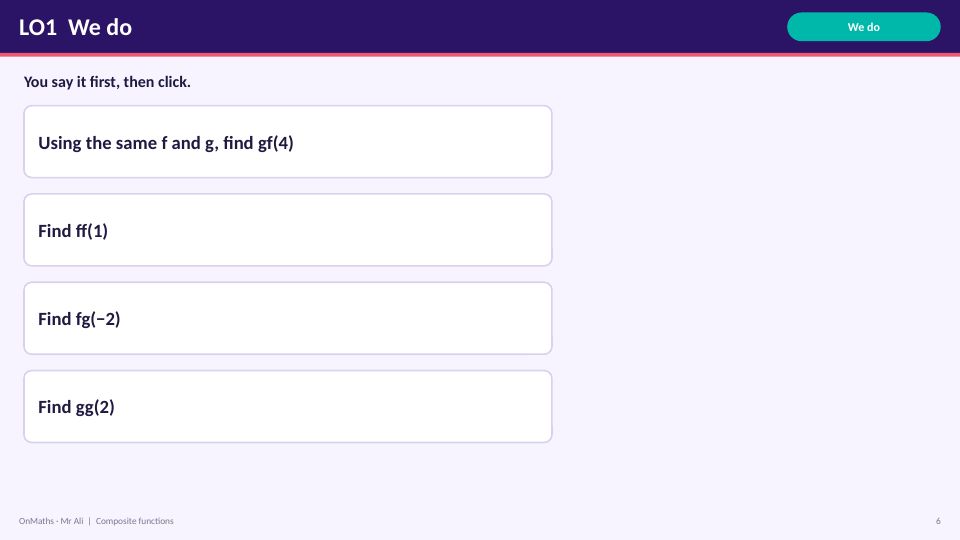 LO1  We do
We do
You say it first, then click.
Using the same f and g, find gf(4)
Find ff(1)
Find fg(−2)
Find gg(2)
OnMaths - Mr Ali  |  Composite functions
6